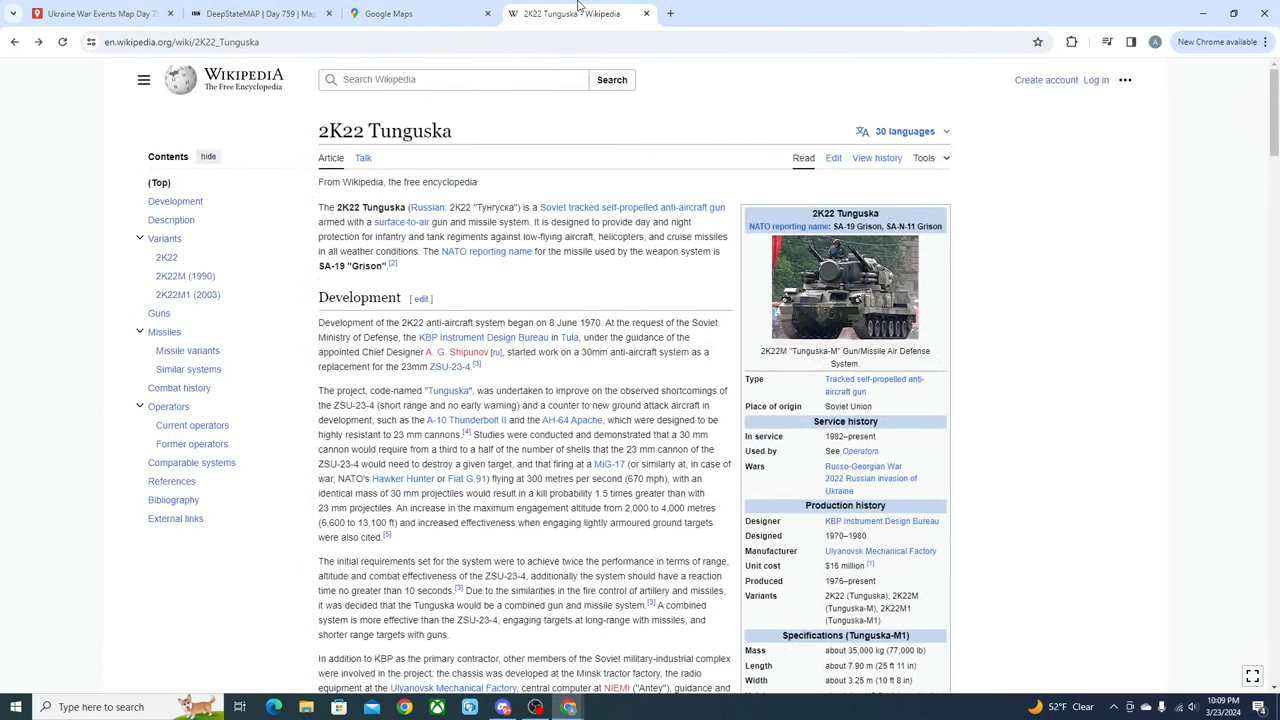 Ukraine War Events Map Day 75
DeepStateMAP | Day 759 | Map
Google Maps
2K22 Tunguska - Wikipedia
en.wikipedia.org/wiki/2K22_Tunguska
A
New Chrome available
WIKIPEDIA
The Free Encyclopedia
Search Wikipedia
Search
Create account Log in
2K22 Tunguska
30 languages
Contents hide
Article Talk
Read Edit View history Tools
(Top)
Development
Description
Variants
2K22
2K22M (1990)
2K22M1 (2003)
Guns
Missiles
Missile variants
Similar systems
Combat history
Operators
Current operators
Former operators
Comparable systems
References
Bibliography
External links
From Wikipedia, the free encyclopedia
The 2K22 Tunguska (Russian: 2К22 "Тунгуска") is a Soviet tracked self-propelled anti-aircraft gun
armed with a surface-to-air gun and missile system. It is designed to provide day and night
protection for infantry and tank regiments against low-flying aircraft, helicopters, and cruise missiles
in all weather conditions. The NATO reporting name for the missile used by the weapon system is
SA-19 "Grison".[2]
Development [ edit ]
Development of the 2K22 anti-aircraft system began on 8 June 1970. At the request of the Soviet
Ministry of Defense, the KBP Instrument Design Bureau in Tula, under the guidance of the
appointed Chief Designer A. G. Shipunov [ru], started work on a 30mm anti-aircraft system as a
replacement for the 23mm ZSU-23-4.[3]
The project, code-named "Tunguska", was undertaken to improve on the observed shortcomings of
the ZSU-23-4 (short range and no early warning) and a counter to new ground attack aircraft in
development, such as the A-10 Thunderbolt II and the AH-64 Apache, which were designed to be
highly resistant to 23 mm cannons.[4] Studies were conducted and demonstrated that a 30 mm
cannon would require from a third to a half of the number of shells that the 23 mm cannon of the
ZSU-23-4 would need to destroy a given target, and that firing at a MiG-17 (or similarly at, in case of
war, NATO's Hawker Hunter or Fiat G.91) flying at 300 metres per second (670 mph), with an
identical mass of 30 mm projectiles would result in a kill probability 1.5 times greater than with
23 mm projectiles. An increase in the maximum engagement altitude from 2,000 to 4,000 metres
(6,600 to 13,100 ft) and increased effectiveness when engaging lightly armoured ground targets
were also cited.[5]
The initial requirements set for the system were to achieve twice the performance in terms of range,
altitude and combat effectiveness of the ZSU-23-4, additionally the system should have a reaction
time no greater than 10 seconds.[3] Due to the similarities in the fire control of artillery and missiles,
it was decided that the Tunguska would be a combined gun and missile system.[3] A combined
system is more effective than the ZSU-23-4, engaging targets at long-range with missiles, and
shorter range targets with guns.
In addition to KBP as the primary contractor, other members of the Soviet military-industrial complex
were involved in the project; the chassis was developed at the Minsk tractor factory, the radio
equipment at the Ulyanovsk Mechanical Factory, central computer at NIEMI ("Antey"), guidance and
2K22 Tunguska
NATO reporting name: SA-19 Grison, SA-N-11 Grison
2K22M "Tunguska-M" Gun/Missile Air Defense
System.
Type Tracked self-propelled anti-
aircraft gun
Place of origin Soviet Union
Service history
In service 1982–present
Used by See Operators
Wars Russo-Georgian War
2022 Russian invasion of
Ukraine
Production history
Designer KBP Instrument Design Bureau
Designed 1970–1980
Manufacturer Ulyanovsk Mechanical Factory
Unit cost $16 million [1]
Produced 1976–present
Variants 2K22 (Tunguska), 2K22M
(Tunguska-M), 2K22M1
(Tunguska-M1)
Specifications (Tunguska-M1)
Mass about 35,000 kg (77,000 lb)
Length about 7.90 m (25 ft 11 in)
Width about 3.25 m (10 ft 8 in)
Type here to search
52°F Clear
10:09 PM
3/23/2024